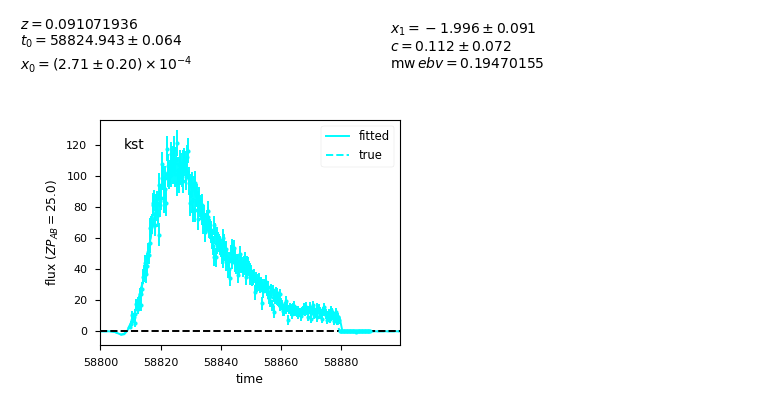 z = 0.091071936
t₀ = 58824.943 ± 0.064
x₀ = (2.71 ± 0.20) × 10⁻⁴
x₁ = −1.996 ± 0.091
c = 0.112 ± 0.072
mw ebv = 0.19470155
kst
fitted
true
120
100
80
60
40
20
0
flux (ZP_AB = 25.0)
58800 58820 58840 58860 58880
time